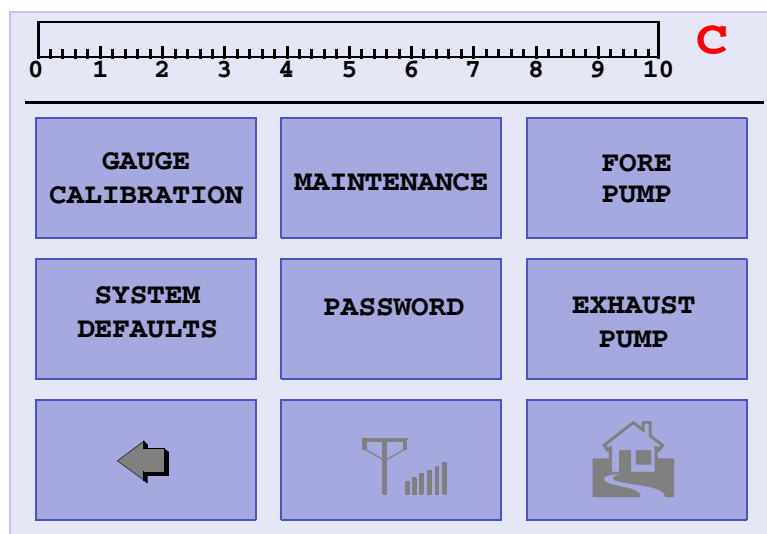 C
0 1 2 3 4 5 6 7 8 9 10
GAUGE
CALIBRATION
MAINTENANCE
FORE
PUMP
SYSTEM
DEFAULTS
PASSWORD
EXHAUST
PUMP